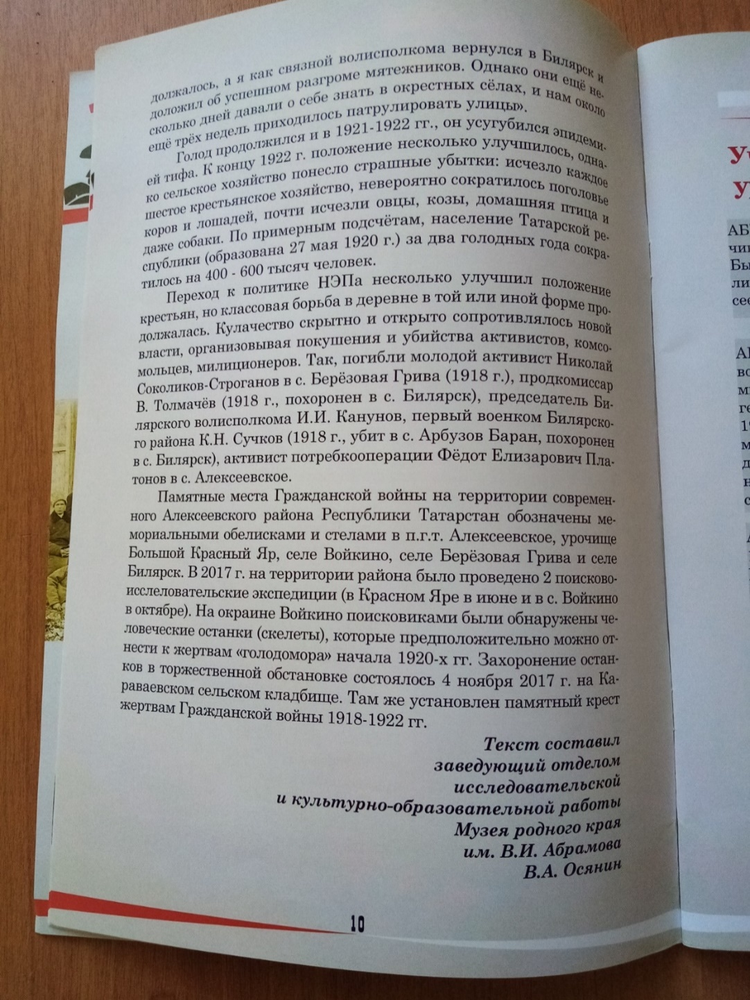 должалось, а я как связной волисполкома вернулся в Билярск и
доложил об успешном разгроме мятежников. Однако они ещё не-
сколько дней давали о себе знать в окрестных сёлах, и нам около
ещё трёх недель приходилось патрулировать улицы».
Голод продолжился и в 1921-1922 гг., он усугубился эпидеми-
ей тифа. К концу 1922 г. положение несколько улучшилось, одна-
ко сельское хозяйство понесло страшные убытки: исчезло каждое
шестое крестьянское хозяйство, невероятно сократилось поголовье
коров и лошадей, почти исчезли овцы, козы, домашняя птица и
даже собаки. По примерным подсчётам, население Татарской ре-
спублики (образована 27 мая 1920 г.) за два голодных года сокра-
тилось на 400 - 600 тысяч человек.
Переход к политике НЭПа несколько улучшил положение
крестьян, но классовая борьба в деревне в той или иной форме про-
должалась. Кулачество скрытно и открыто сопротивлялось новой
власти, организовывая покушения и убийства активистов, комсо-
мольцев, милиционеров. Так, погибли молодой активист Николай
Соколиков-Строганов в с. Берёзовая Грива (1918 г.), продкомиссар
В. Толмачёв (1918 г., похоронен в с. Билярск), председатель Би-
лярского волисполкома И.И. Канунов, первый военком Билярско-
го района К.Н. Сучков (1918 г., убит в с. Арбузов Баран, похоронен
в с. Билярск), активист потребкооперации Фёдот Елизарович Пла-
тонов в с. Алексеевское.
Памятные места Гражданской войны на территории современ-
ного Алексеевского района Республики Татарстан обозначены ме-
мориальными обелисками и стелами в п.г.т. Алексеевское, урочище
Большой Красный Яр, селе Войкино, селе Берёзовая Грива и селе
Билярск. В 2017 г. на территории района было проведено 2 поисково-
исслеловательские экспедиции (в Красном Яре в июне и в с. Войкино
в октябре). На окраине Войкино поисковиками были обнаружены че-
ловеческие останки (скелеты), которые предположительно можно от-
нести к жертвам «голодомора» начала 1920-х гг. Захоронение остан-
ков в торжественной обстановке состоялось 4 ноября 2017 г. на Ка-
раваевском сельском кладбище. Там же установлен памятный крест
жертвам Гражданской войны 1918-1922 гг.
Текст составил
заведующий отделом
исследовательской
и культурно-образовательной работы
Музея родного края
им. В.И. Абрамова
В.А. Осянин
10